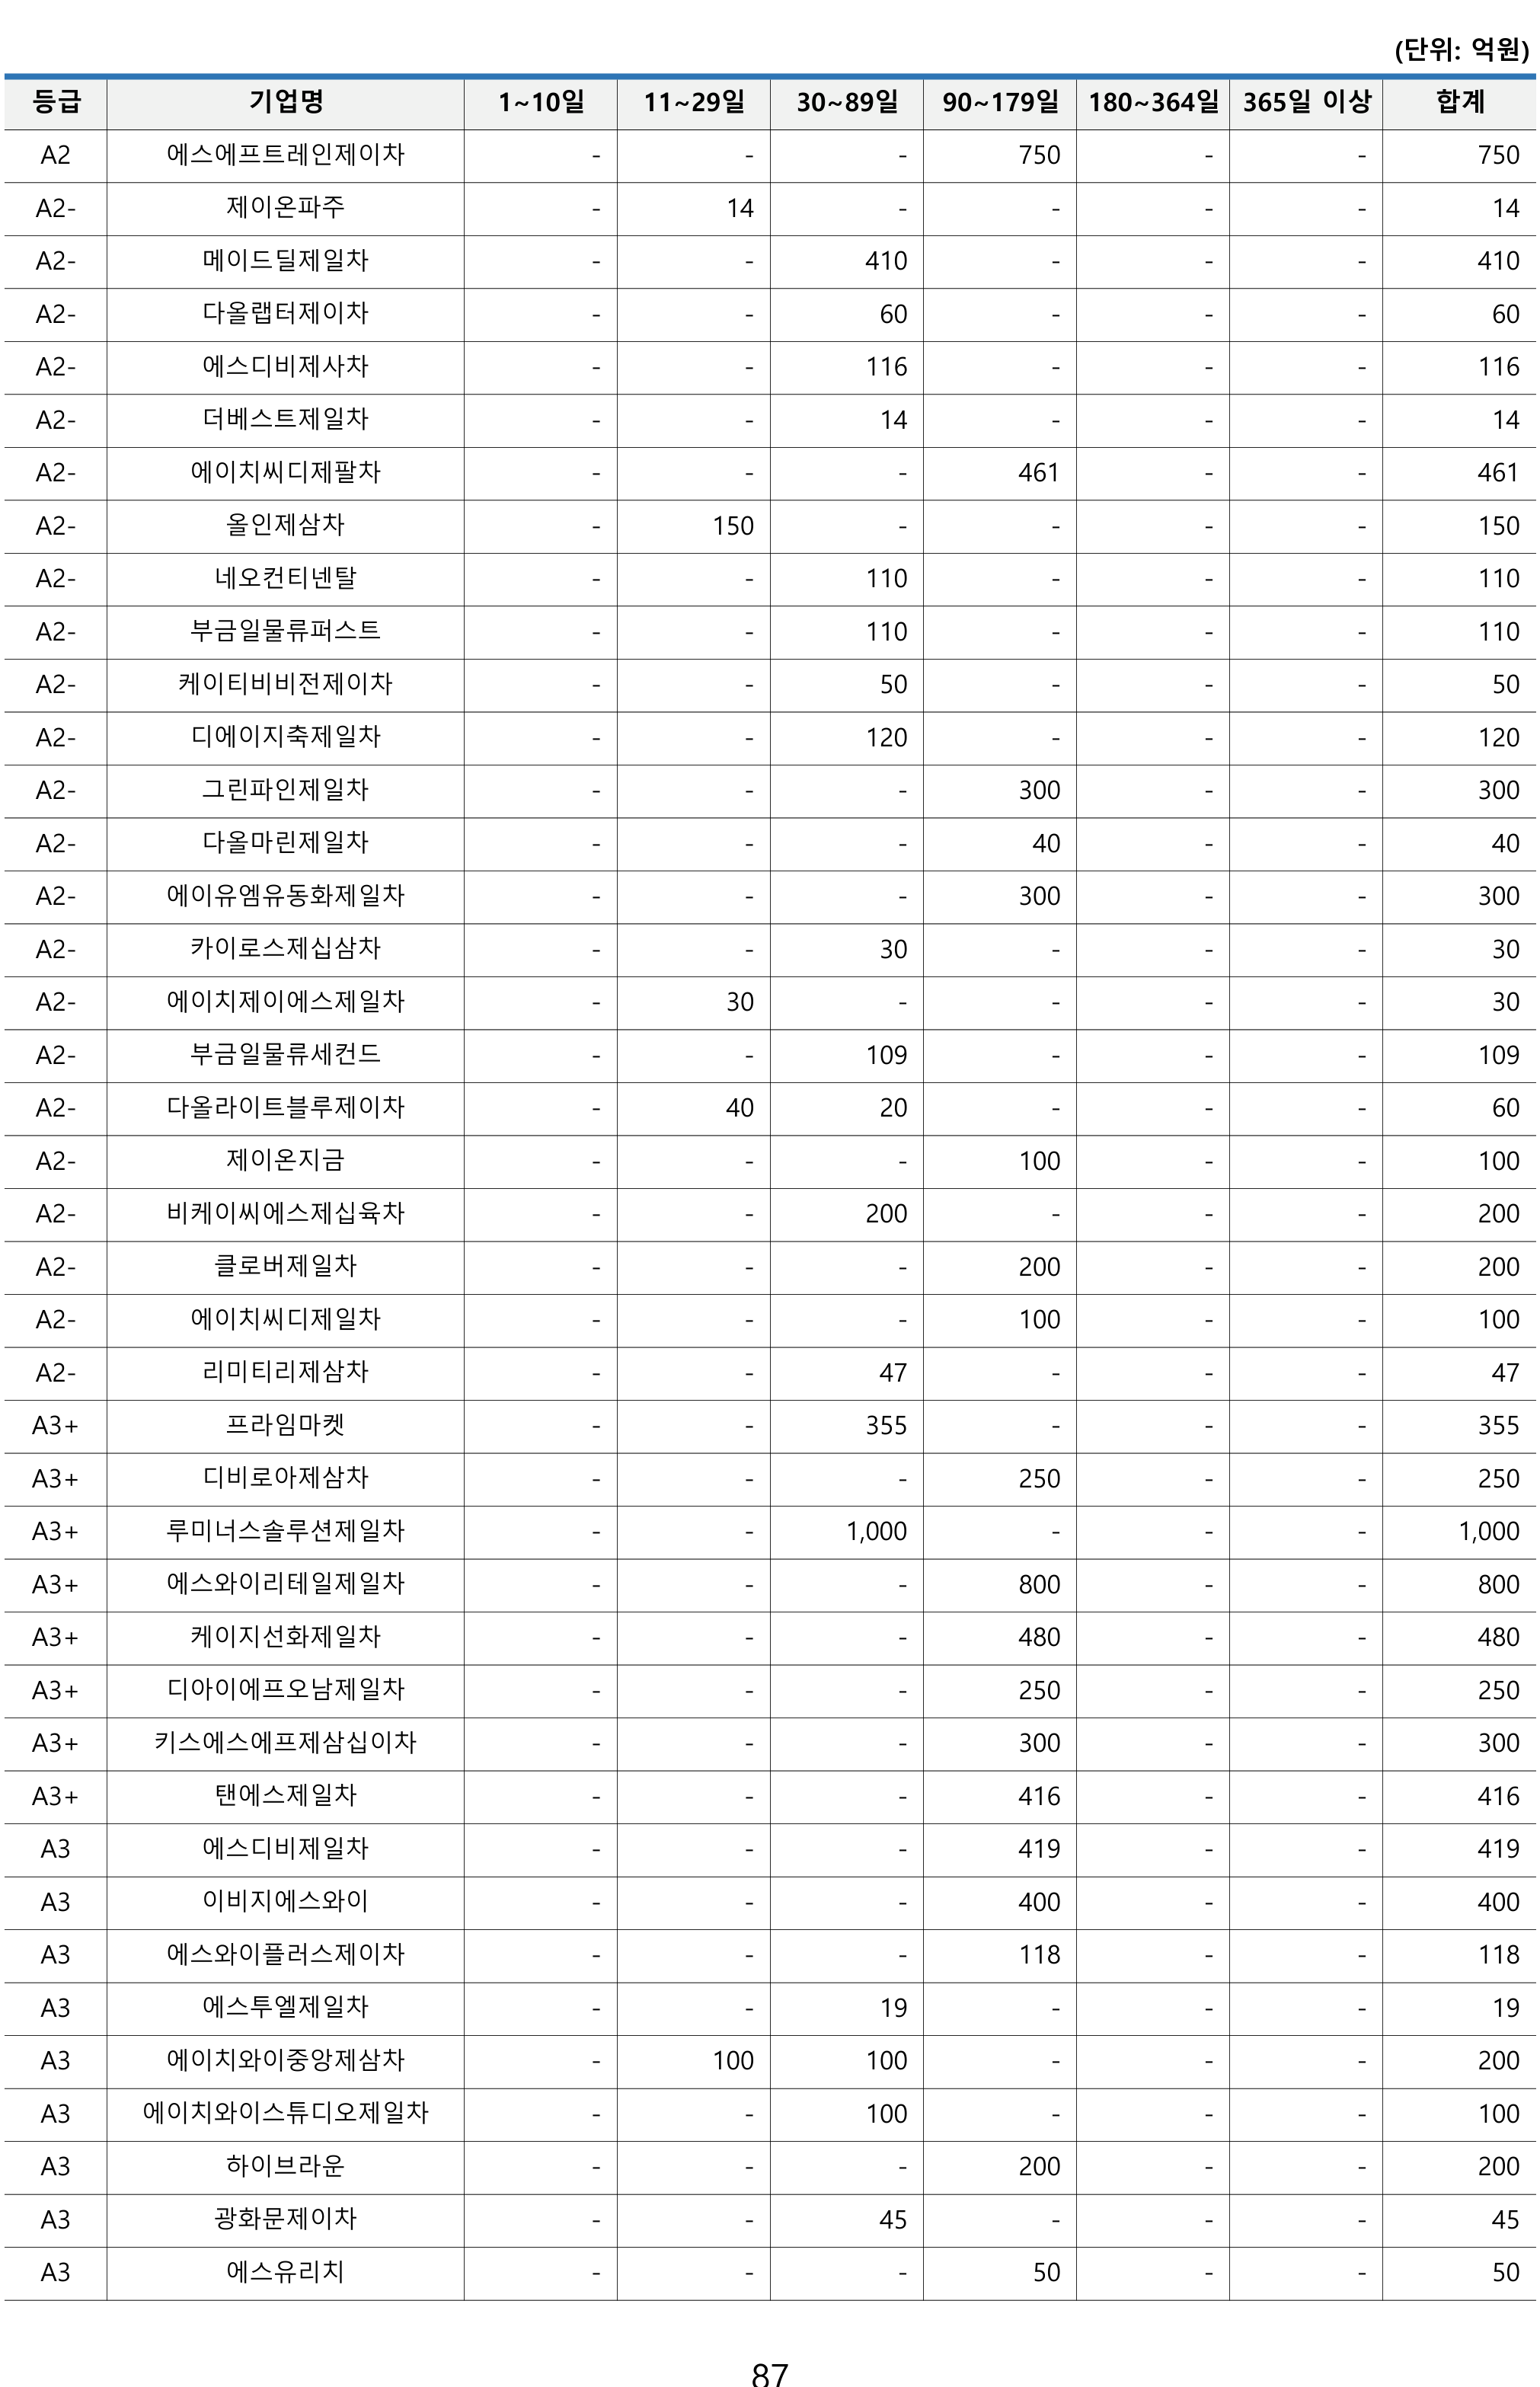 (단위: 억원)
등급 기업명 1~10일 11~29일 30~89일 90~179일 180~364일 365일 이상 합계
A2 에스에프트레인제이차 - - - 750 - - 750
A2- 제이온파주 - 14 - - - - 14
A2- 메이드딜제일차 - - 410 - - - 410
A2- 다올랩터제이차 - - 60 - - - 60
A2- 에스디비제사차 - - 116 - - - 116
A2- 더베스트제일차 - - 14 - - - 14
A2- 에이치씨디제팔차 - - - 461 - - 461
A2- 올인제삼차 - 150 - - - - 150
A2- 네오컨티넨탈 - - 110 - - - 110
A2- 부금일물류퍼스트 - - 110 - - - 110
A2- 케이티비비전제이차 - - 50 - - - 50
A2- 디에이지축제일차 - - 120 - - - 120
A2- 그린파인제일차 - - - 300 - - 300
A2- 다올마린제일차 - - - 40 - - 40
A2- 에이유엠유동화제일차 - - - 300 - - 300
A2- 카이로스제십삼차 - - 30 - - - 30
A2- 에이치제이에스제일차 - 30 - - - - 30
A2- 부금일물류세컨드 - - 109 - - - 109
A2- 다올라이트블루제이차 - 40 20 - - - 60
A2- 제이온지금 - - - 100 - - 100
A2- 비케이씨에스제십육차 - - 200 - - - 200
A2- 클로버제일차 - - - 200 - - 200
A2- 에이치씨디제일차 - - - 100 - - 100
A2- 리미티리제삼차 - - 47 - - - 47
A3+ 프라임마켓 - - 355 - - - 355
A3+ 디비로아제삼차 - - - 250 - - 250
A3+ 루미너스솔루션제일차 - - 1,000 - - - 1,000
A3+ 에스와이리테일제일차 - - - 800 - - 800
A3+ 케이지선화제일차 - - - 480 - - 480
A3+ 디아이에프오남제일차 - - - 250 - - 250
A3+ 키스에스에프제삼십이차 - - - 300 - - 300
A3+ 탠에스제일차 - - - 416 - - 416
A3 에스디비제일차 - - - 419 - - 419
A3 이비지에스와이 - - - 400 - - 400
A3 에스와이플러스제이차 - - - 118 - - 118
A3 에스투엘제일차 - - 19 - - - 19
A3 에이치와이중앙제삼차 - 100 100 - - - 200
A3 에이치와이스튜디오제일차 - - 100 - - - 100
A3 하이브라운 - - - 200 - - 200
A3 광화문제이차 - - 45 - - - 45
A3 에스유리치 - - - 50 - - 50
87